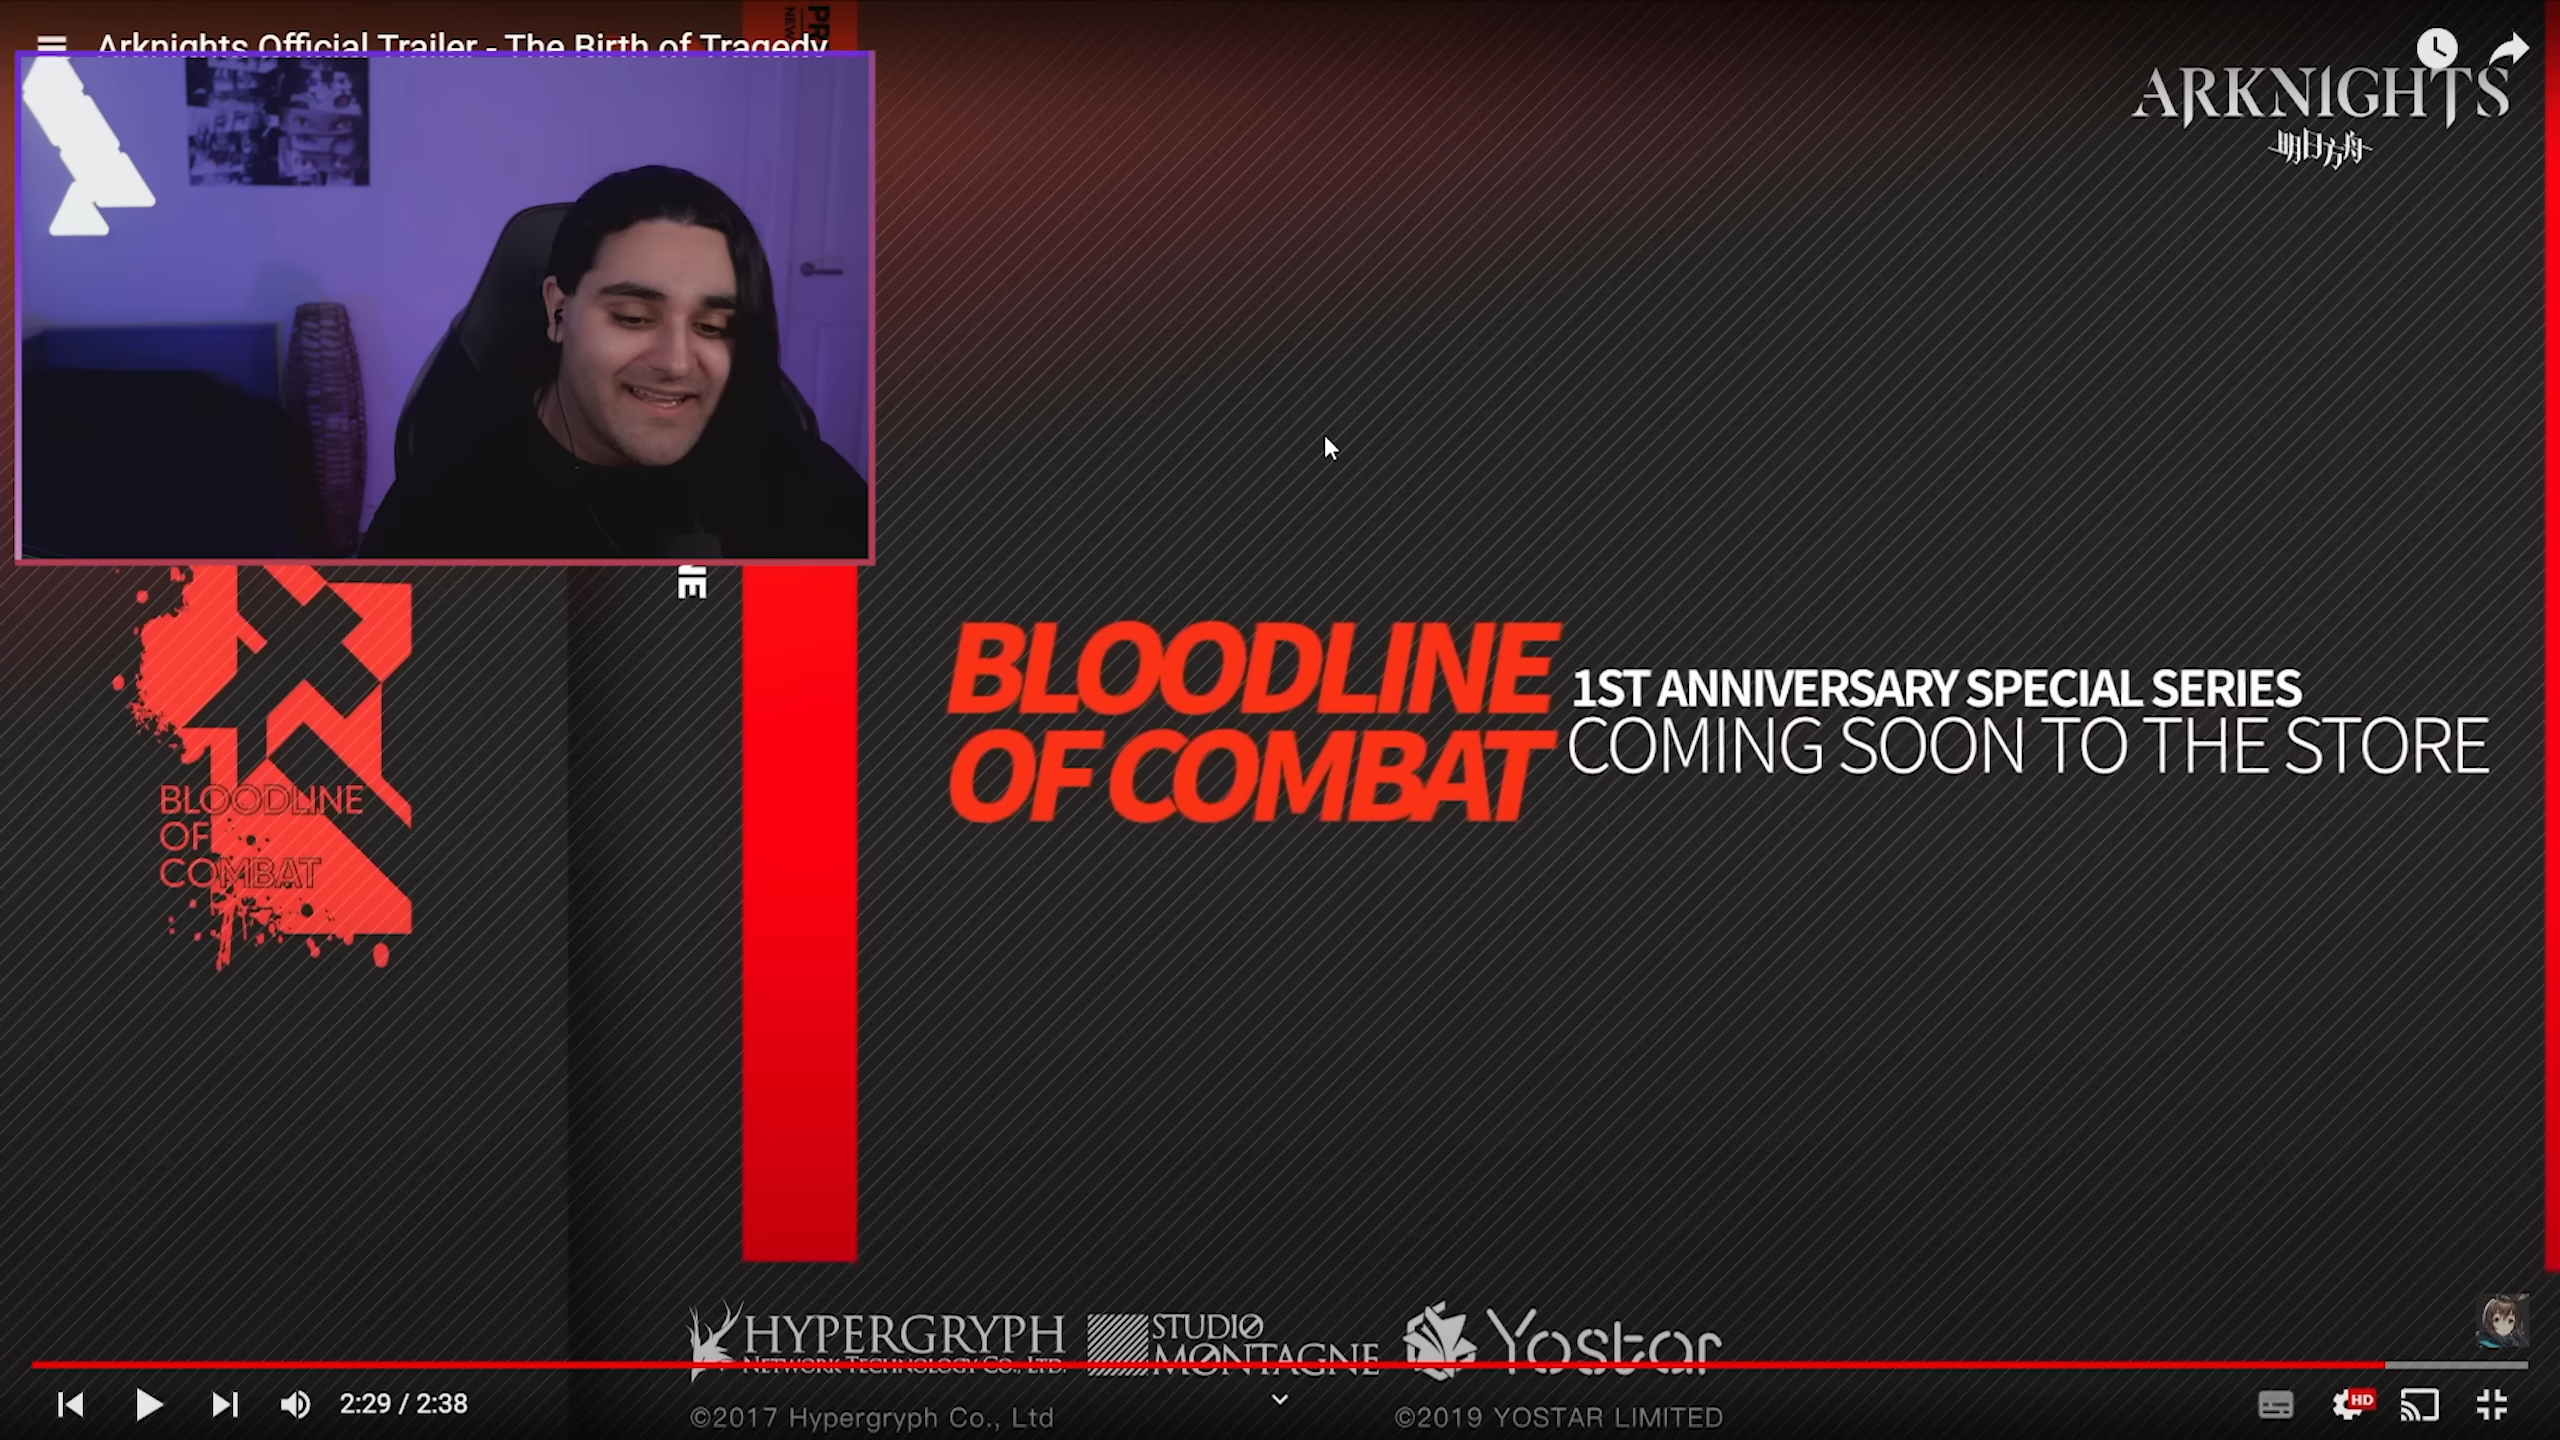 Arknights Official Trailer - The Birth of Tragedy
ARKNIGHTS
明日方舟
BLOODLINE
OF COMBAT
1ST ANNIVERSARY SPECIAL SERIES
COMING SOON TO THE STORE
BLOODLINE
OF
COMBAT
HYPERGRYPH
NETWORK TECHNOLOGY CO., LTD.
STUDIO
MONTAGNE
Yostar
2:29 / 2:38
HD
©2017 Hypergryph Co., Ltd
©2019 YOSTAR LIMITED